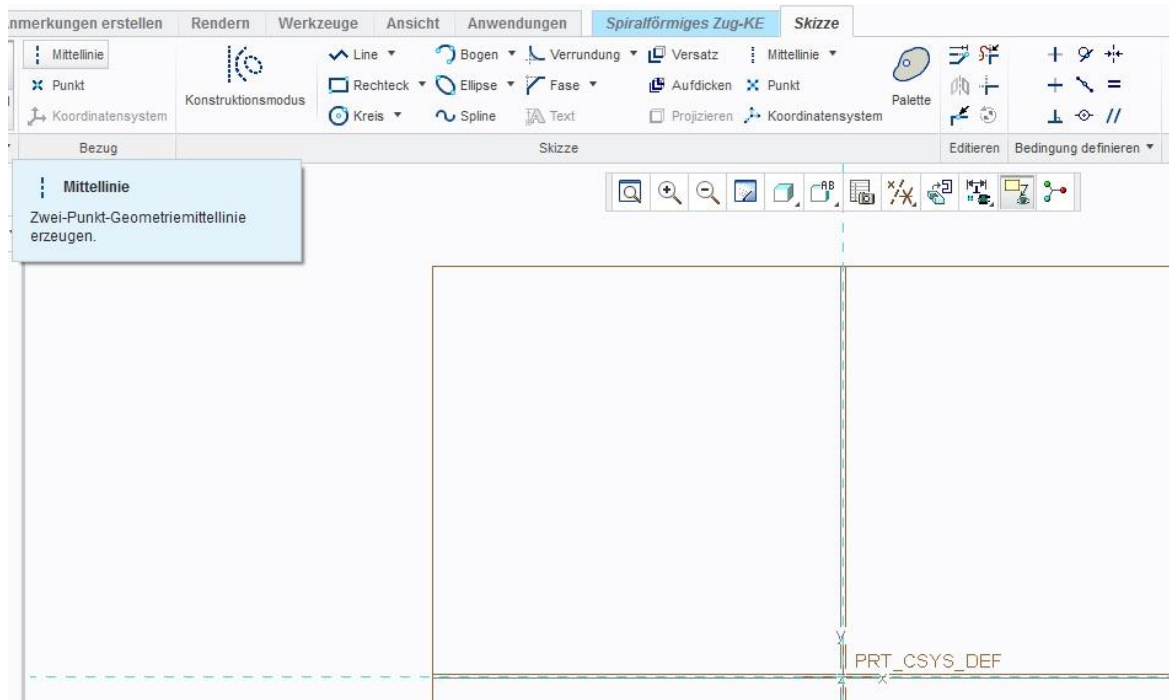 nmerkungen erstellen Rendern Werkzeuge Ansicht Anwendungen Spiralförmiges Zug-KE Skizze
Mittellinie Line Bogen Verrundung Versatz Mittellinie
Punkt Rechteck Ellipse Fase Aufdicken Punkt
Konstruktionsmodus Palette
Koordinatensystem Kreis Spline Text Projizieren Koordinatensystem
Bezug Skizze Editieren Bedingung definieren
Mittellinie
Zwei-Punkt-Geometriemittellinie
erzeugen.
AB
y
PRT_CSYS_DEF
z x